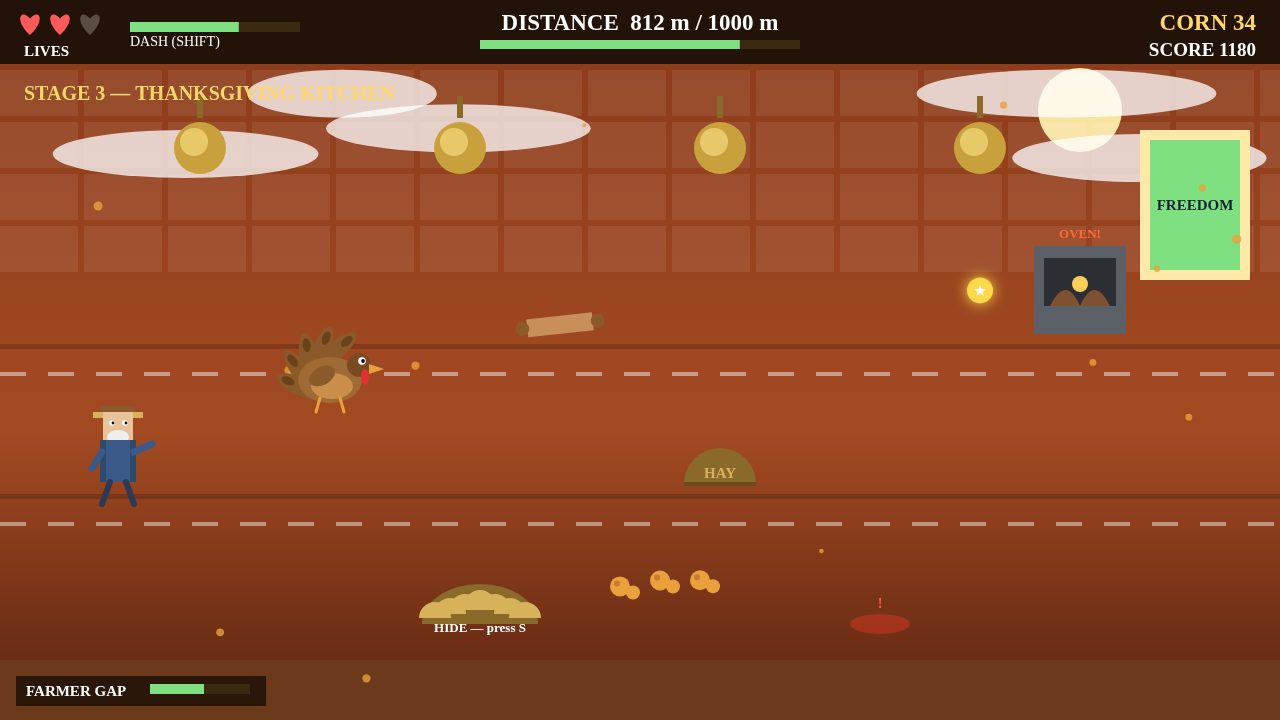 LIVES
DASH (SHIFT)
DISTANCE 812 m / 1000 m
CORN 34
SCORE 1180
STAGE 3 — THANKSGIVING KITCHEN
FREEDOM
OVEN!
HAY
!
HIDE — press S
FARMER GAP